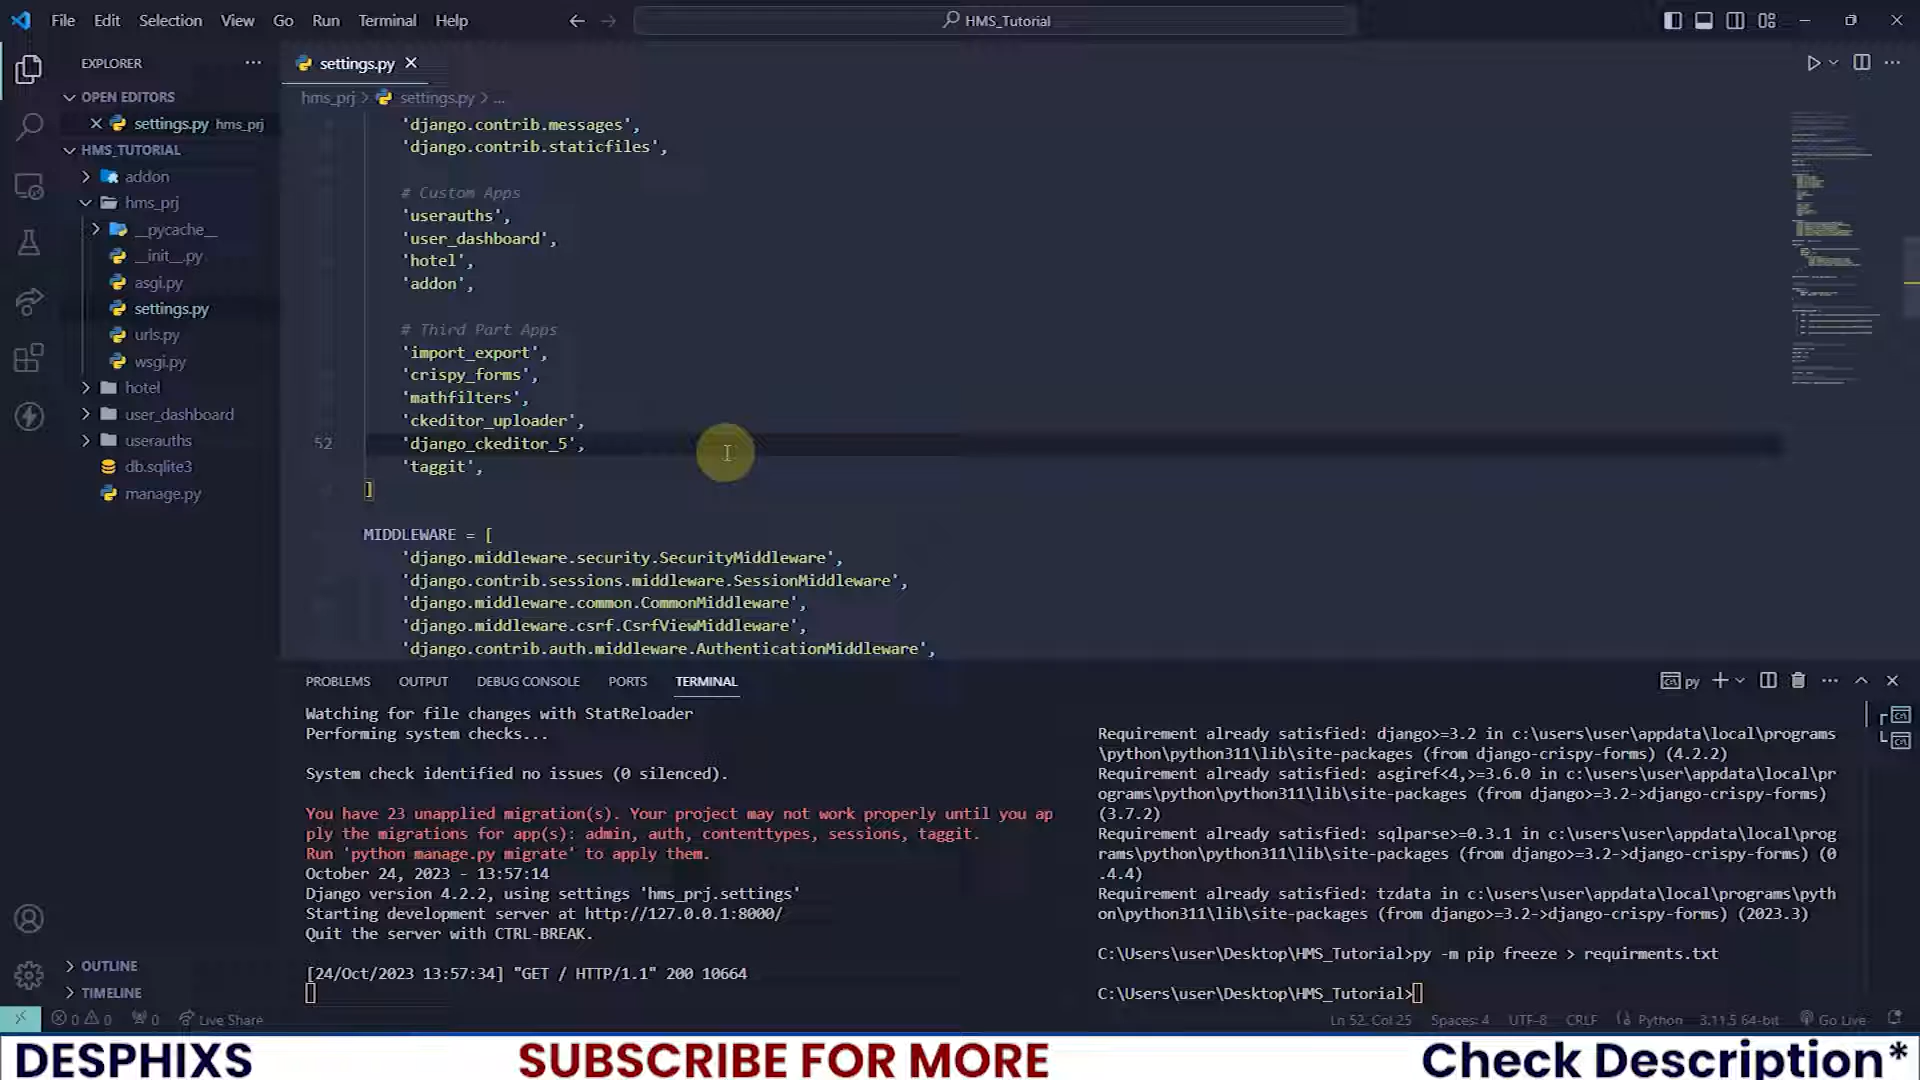 File Edit Selection View Go Run Terminal Help
HMS_Tutorial
EXPLORER
OPEN EDITORS
settings.py hms_prj
HMS_TUTORIAL
addon
hms_prj
__pycache__
__init__.py
asgi.py
settings.py
urls.py
wsgi.py
hotel
user_dashboard
userauths
db.sqlite3
manage.py
OUTLINE
TIMELINE
settings.py
hms_prj > settings.py > ...
'django.contrib.messages',
'django.contrib.staticfiles',
# Custom Apps
'userauths',
'user_dashboard',
'hotel',
'addon',
# Third Part Apps
'import_export',
'crispy_forms',
'mathfilters',
'ckeditor_uploader',
52 'django_ckeditor_5',
'taggit',
]
MIDDLEWARE = [
'django.middleware.security.SecurityMiddleware',
'django.contrib.sessions.middleware.SessionMiddleware',
'django.middleware.common.CommonMiddleware',
'django.middleware.csrf.CsrfViewMiddleware',
'django.contrib.auth.middleware.AuthenticationMiddleware',
PROBLEMS OUTPUT DEBUG CONSOLE PORTS TERMINAL
py
Watching for file changes with StatReloader
Performing system checks...
System check identified no issues (0 silenced).
You have 23 unapplied migration(s). Your project may not work properly until you ap
ply the migrations for app(s): admin, auth, contenttypes, sessions, taggit.
Run 'python manage.py migrate' to apply them.
October 24, 2023 - 13:57:14
Django version 4.2.2, using settings 'hms_prj.settings'
Starting development server at http://127.0.0.1:8000/
Quit the server with CTRL-BREAK.
[24/Oct/2023 13:57:34] "GET / HTTP/1.1" 200 10664
Requirement already satisfied: django>=3.2 in c:\users\user\appdata\local\programs
\python\python311\lib\site-packages (from django-crispy-forms) (4.2.2)
Requirement already satisfied: asgiref<4,>=3.6.0 in c:\users\user\appdata\local\pr
ograms\python\python311\lib\site-packages (from django>=3.2->django-crispy-forms)
(3.7.2)
Requirement already satisfied: sqlparse>=0.3.1 in c:\users\user\appdata\local\prog
rams\python\python311\lib\site-packages (from django>=3.2->django-crispy-forms) (0
.4.4)
Requirement already satisfied: tzdata in c:\users\user\appdata\local\programs\pyth
on\python311\lib\site-packages (from django>=3.2->django-crispy-forms) (2023.3)
C:\Users\user\Desktop\HMS_Tutorial>py -m pip freeze > requirments.txt
C:\Users\user\Desktop\HMS_Tutorial>
0 0 0 Live Share
Ln 52, Col 25 Spaces: 4 UTF-8 CRLF Python 3.11.5 64-bit Go Live
DESPHIXS SUBSCRIBE FOR MORE Check Description*